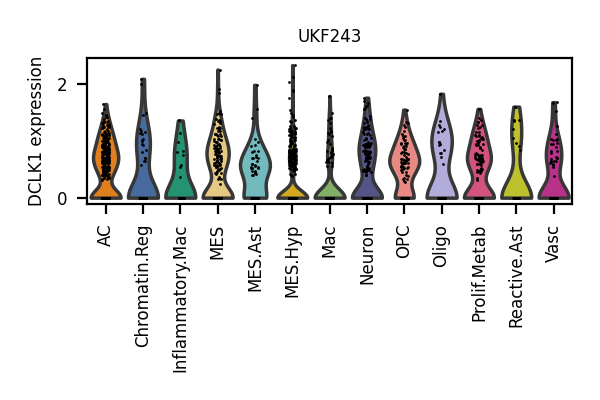 UKF243
DCLK1 expression
2
0
AC
Chromatin.Reg
Inflammatory.Mac
MES
MES.Ast
MES.Hyp
Mac
Neuron
OPC
Oligo
Prolif.Metab
Reactive.Ast
Vasc